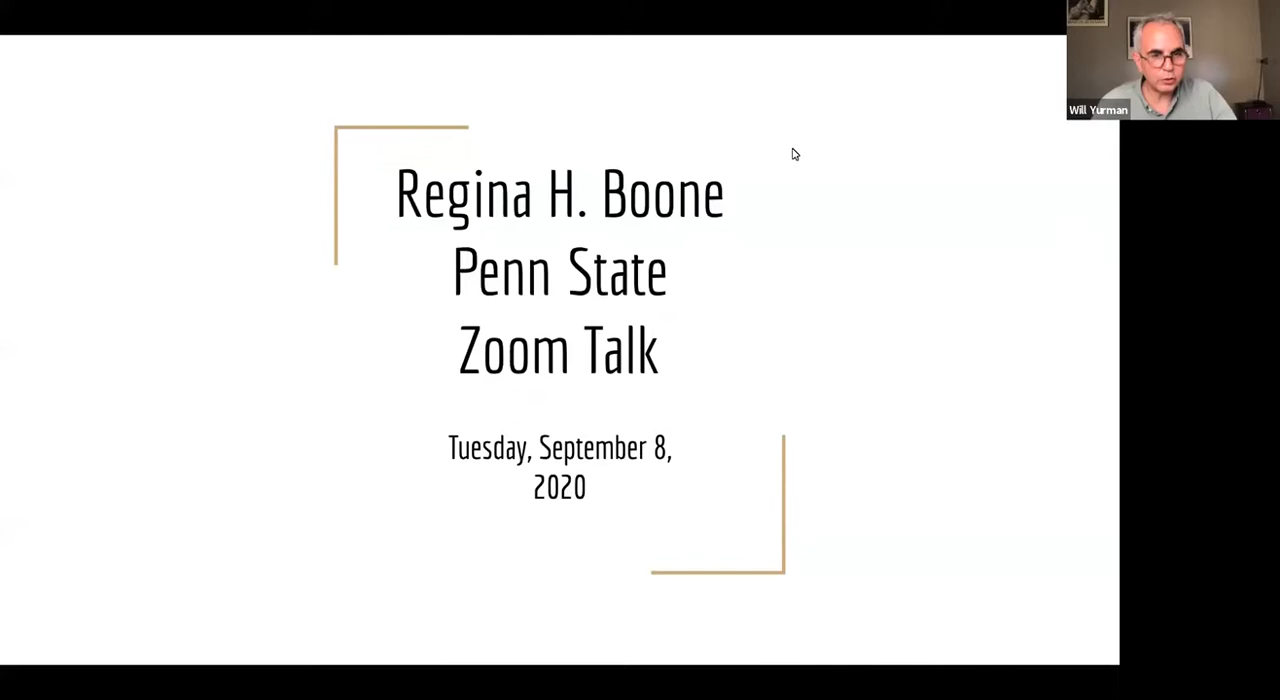 Regina H. Boone
Penn State
Zoom Talk
Tuesday, September 8,
2020
Will Yurman